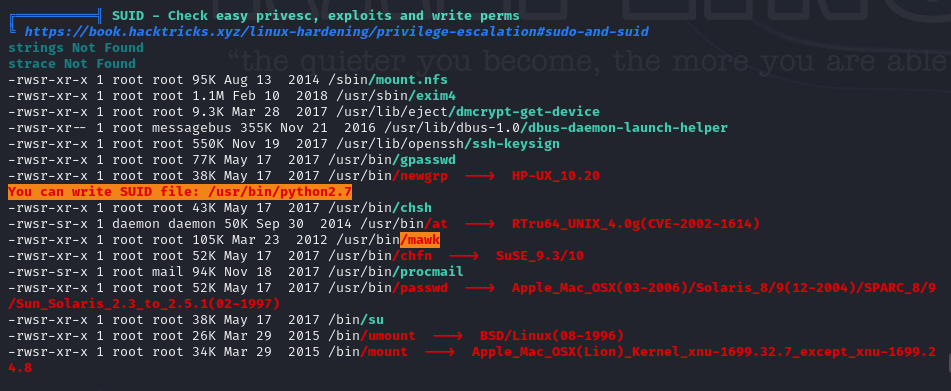 SUID - Check easy privesc, exploits and write perms
https://book.hacktricks.xyz/linux-hardening/privilege-escalation#sudo-and-suid
strings Not Found
strace Not Found
"the quieter you become, the more you are able
-rwsr-xr-x 1 root root 95K Aug 13  2014 /sbin/mount.nfs
-rwsr-xr-x 1 root root 1.1M Feb 10  2018 /usr/sbin/exim4
-rwsr-xr-x 1 root root 9.3K Mar 28  2017 /usr/lib/eject/dmcrypt-get-device
-rwsr-xr-- 1 root messagebus 355K Nov 21  2016 /usr/lib/dbus-1.0/dbus-daemon-launch-helper
-rwsr-xr-x 1 root root 550K Nov 19  2017 /usr/lib/openssh/ssh-keysign
-rwsr-xr-x 1 root root 77K May 17  2017 /usr/bin/gpasswd
-rwsr-xr-x 1 root root 38K May 17  2017 /usr/bin/newgrp  --->  HP-UX_10.20
You can write SUID file: /usr/bin/python2.7
-rwsr-xr-x 1 root root 43K May 17  2017 /usr/bin/chsh
-rwsr-sr-x 1 daemon daemon 50K Sep 30  2014 /usr/bin/at  --->  RTru64_UNIX_4.0g(CVE-2002-1614)
-rwsr-xr-x 1 root root 105K Mar 23  2012 /usr/bin/mawk
-rwsr-xr-x 1 root root 52K May 17  2017 /usr/bin/chfn  --->  SuSE_9.3/10
-rwsr-sr-x 1 root mail 94K Nov 18  2017 /usr/bin/procmail
-rwsr-xr-x 1 root root 52K May 17  2017 /usr/bin/passwd  --->  Apple_Mac_OSX(03-2006)/Solaris_8/9(12-2004)/SPARC_8/9
/Sun_Solaris_2.3_to_2.5.1(02-1997)
-rwsr-xr-x 1 root root 38K May 17  2017 /bin/su
-rwsr-xr-x 1 root root 26K Mar 29  2015 /bin/umount  --->  BSD/Linux(08-1996)
-rwsr-xr-x 1 root root 34K Mar 29  2015 /bin/mount  --->  Apple_Mac_OSX(Lion)_Kernel_xnu-1699.32.7_except_xnu-1699.2
4.8